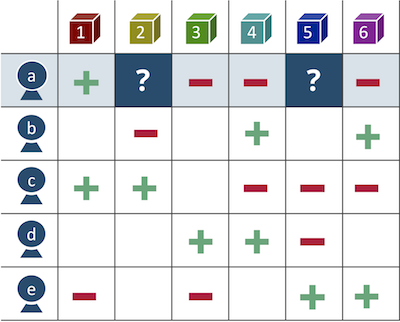 1 2 3 4 5 6
a + ? − − ? −
b − + +
c + + − − −
d + + −
e − − + +